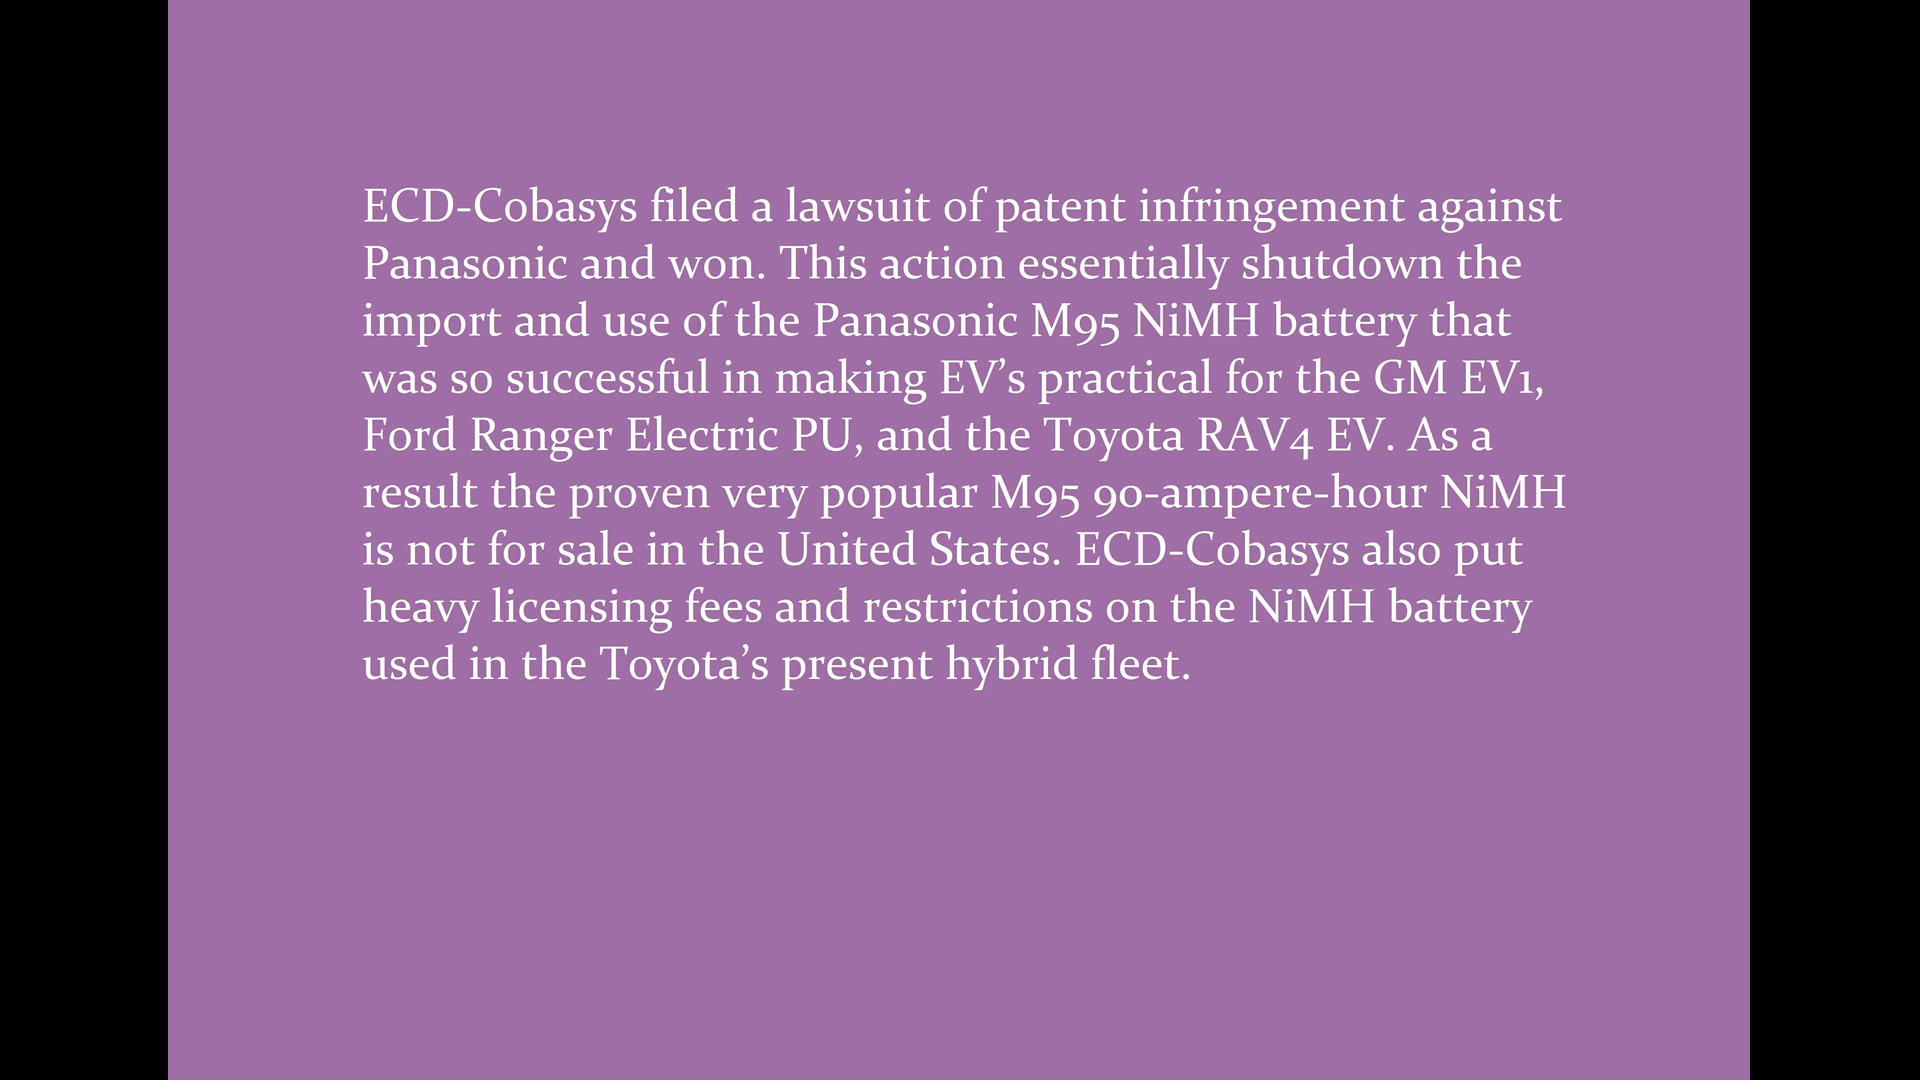 ECD-Cobasys filed a lawsuit of patent infringement against
Panasonic and won. This action essentially shutdown the
import and use of the Panasonic M95 NiMH battery that
was so successful in making EV’s practical for the GM EV1,
Ford Ranger Electric PU, and the Toyota RAV4 EV. As a
result the proven very popular M95 90-ampere-hour NiMH
is not for sale in the United States. ECD-Cobasys also put
heavy licensing fees and restrictions on the NiMH battery
used in the Toyota’s present hybrid fleet.